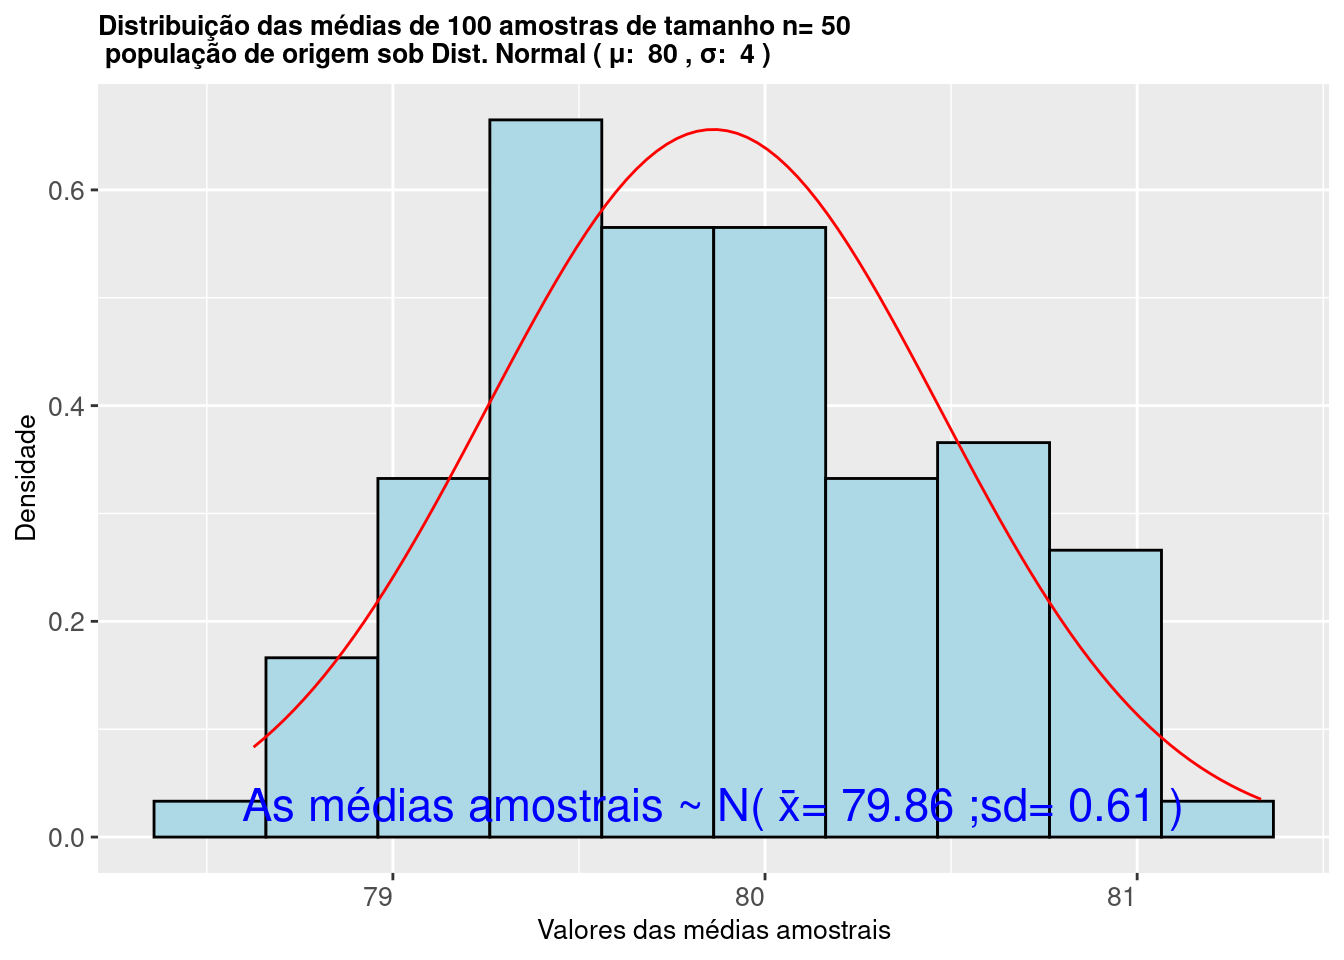 Distribuição das médias de 100 amostras de tamanho n= 50
população de origem sob Dist. Normal ( μ:  80 , σ:  4 )
Densidade
0.6
0.4
0.2
0.0
As médias amostrais ~ N( x̄= 79.86 ;sd= 0.61 )
79
80
81
Valores das médias amostrais